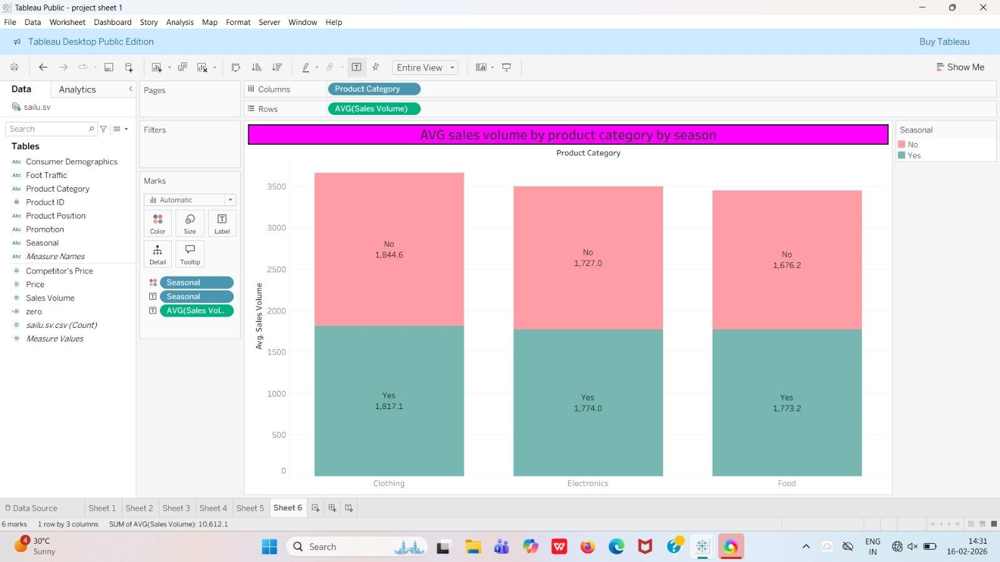 Tableau Public - project sheet 1
File Data Worksheet Dashboard Story Analysis Map Format Server Window Help
Tableau Desktop Public Edition Buy Tableau
Entire View Show Me
Data Analytics
sailu.sv
Search
Tables
Abc Consumer Demographics
Abc Foot Traffic
Abc Product Category
# Product ID
Abc Product Position
Abc Promotion
Abc Seasonal
Abc Measure Names
# Competitor's Price
# Price
# Sales Volume
=# zero
# sailu.sv.csv (Count)
# Measure Values
Pages
Filters
Marks
Automatic
Color Size Label
Detail Tooltip
Seasonal
Seasonal
AVG(Sales Vol..
Columns Product Category
Rows AVG(Sales Volume)
AVG sales volume by product category by season
Product Category
Avg. Sales Volume
3500
3000
2500
2000
1500
1000
500
0
No
1,844.6
No
1,727.0
No
1,676.2
Yes
1,817.1
Yes
1,774.0
Yes
1,773.2
Clothing Electronics Food
Seasonal
No
Yes
Data Source Sheet 1 Sheet 2 Sheet 3 Sheet 4 Sheet 5 Sheet 6
6 marks 1 row by 3 columns SUM of AVG(Sales Volume): 10,612.1
4
30°C
Sunny
Search
ENG
IN
14:31
16-02-2026